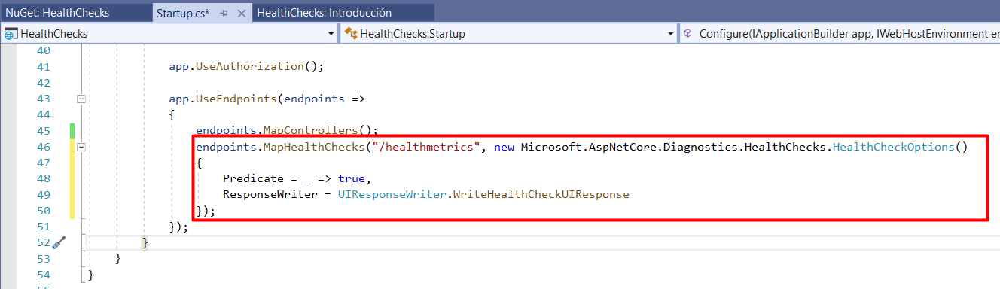 NuGet: HealthChecks Startup.cs* HealthChecks: Introducción
HealthChecks HealthChecks.Startup Configure(IApplicationBuilder app, IWebHostEnvironment en
40
41 app.UseAuthorization();
42
43 app.UseEndpoints(endpoints =>
44 {
45 endpoints.MapControllers();
46 endpoints.MapHealthChecks("/healthmetrics", new Microsoft.AspNetCore.Diagnostics.HealthChecks.HealthCheckOptions()
47 {
48 Predicate = _ => true,
49 ResponseWriter = UIResponseWriter.WriteHealthCheckUIResponse
50 });
51 });
52 }
53 }
54 }